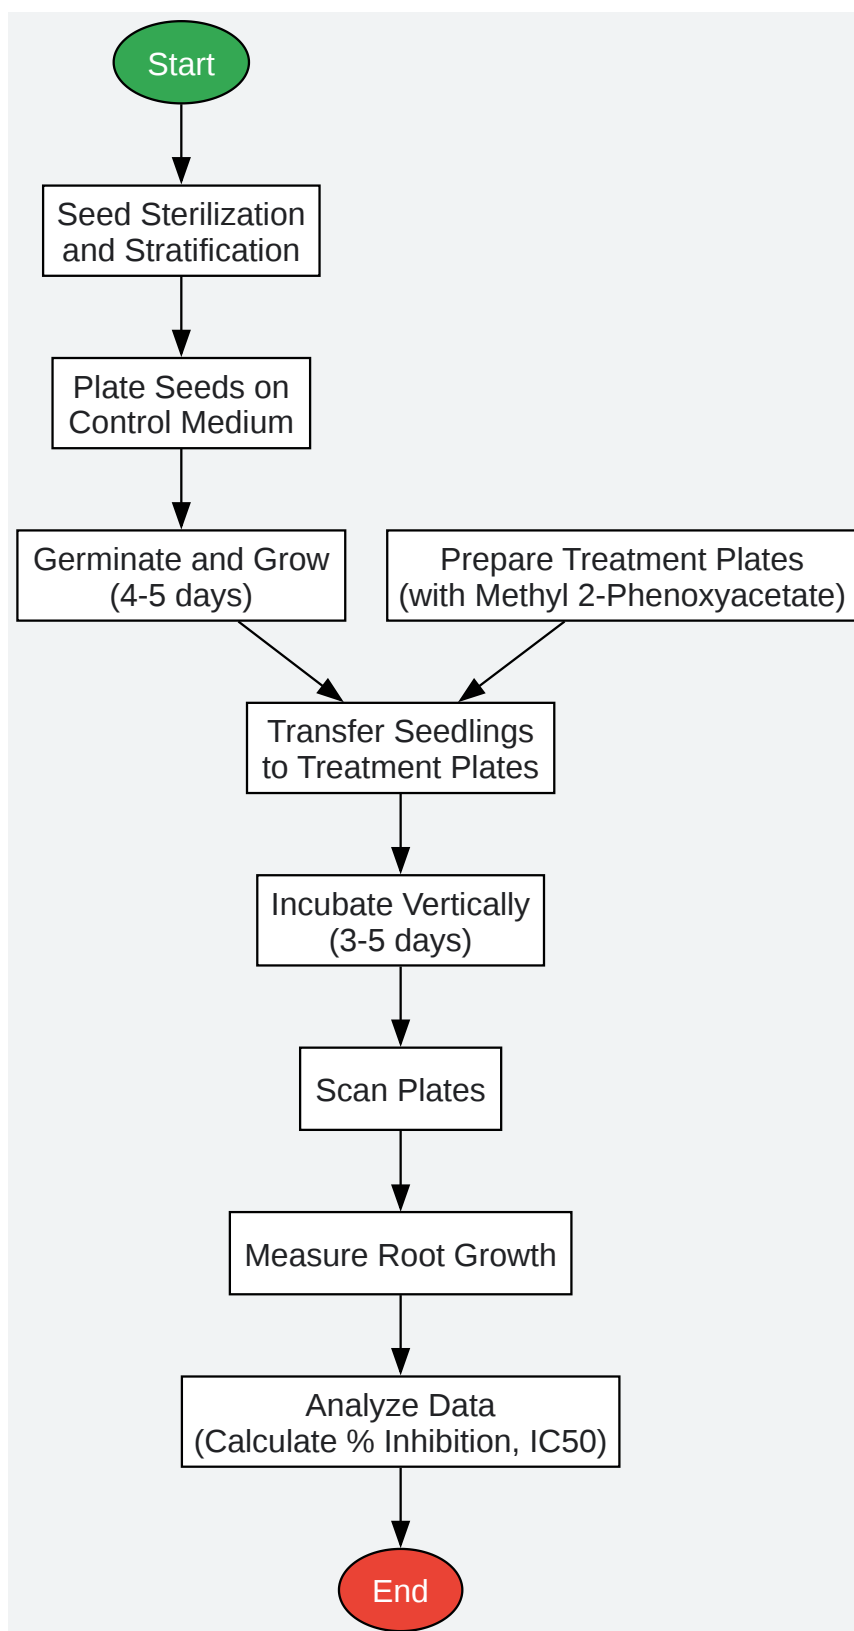 Start
Seed Sterilization
and Stratification
Plate Seeds on
Control Medium
Germinate and Grow
(4-5 days)
Prepare Treatment Plates
(with Methyl 2-Phenoxyacetate)
Transfer Seedlings
to Treatment Plates
Incubate Vertically
(3-5 days)
Scan Plates
Measure Root Growth
Analyze Data
(Calculate % Inhibition, IC50)
End